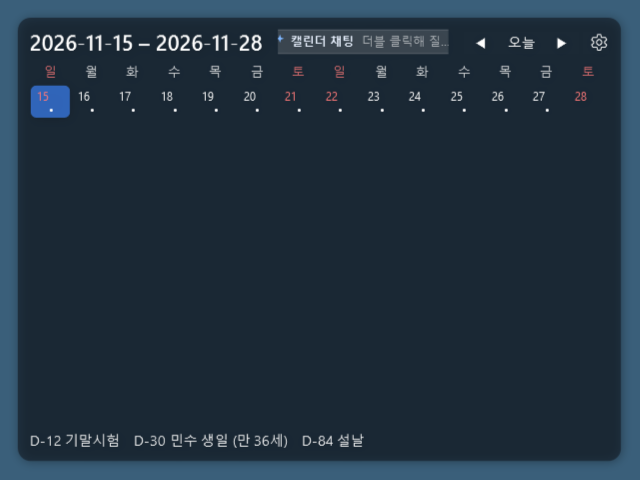 2026-11-15 – 2026-11-28 캘린더 채팅 더블 클릭해 질... ◀ 오늘 ▶
일 월 화 수 목 금 토 일 월 화 수 목 금 토
15 16 17 18 19 20 21 22 23 24 25 26 27 28
D-12 기말시험 D-30 민수 생일 (만 36세) D-84 설날